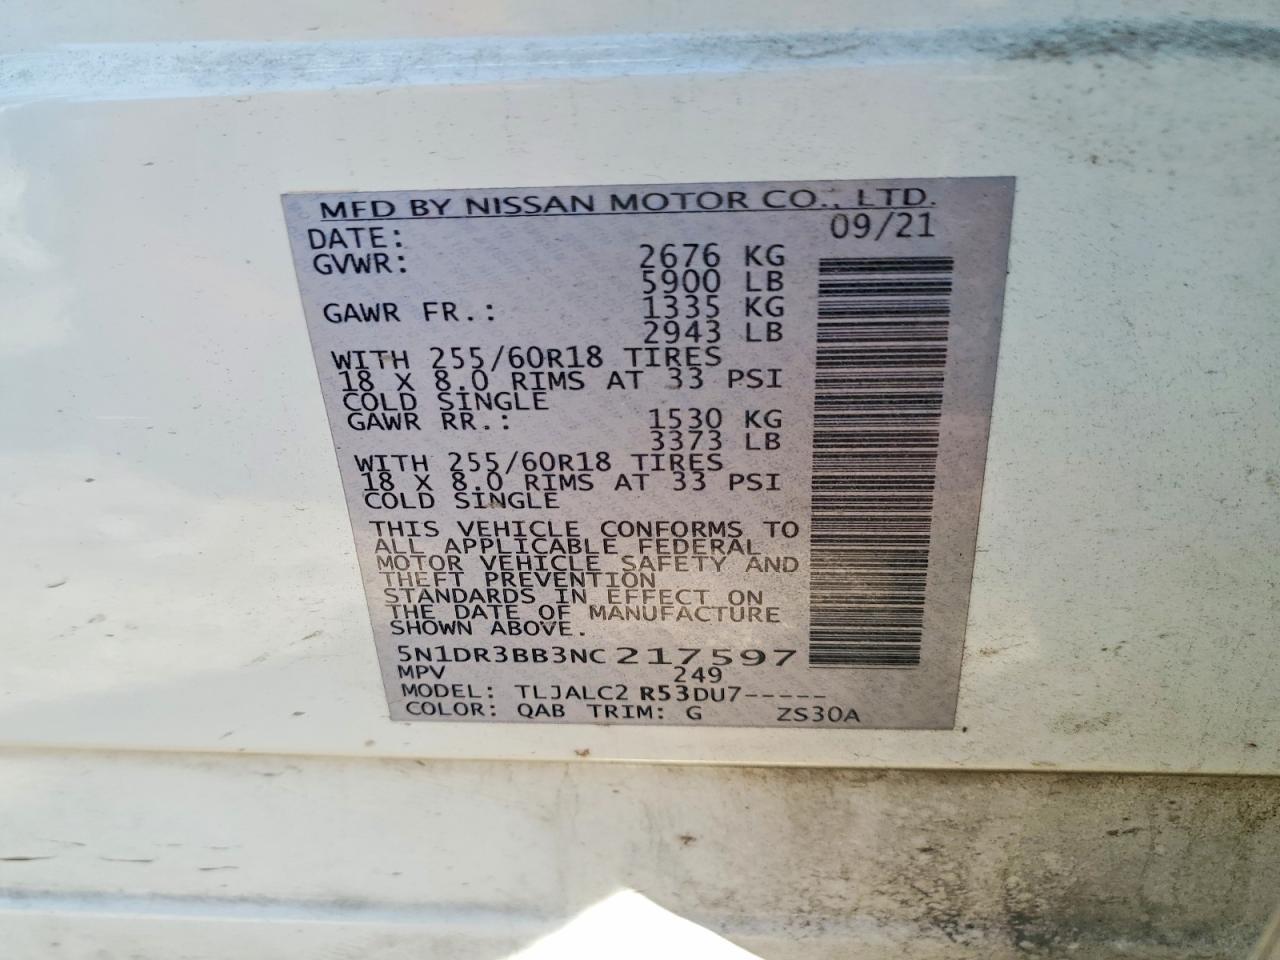 MFD BY NISSAN MOTOR CO., LTD.
DATE: 09/21
GVWR: 2676 KG
5900 LB
GAWR FR.: 1335 KG
2943 LB
WITH 255/60R18 TIRES
18 X 8.0 RIMS AT 33 PSI
COLD SINGLE
GAWR RR.: 1530 KG
3373 LB
WITH 255/60R18 TIRES
18 X 8.0 RIMS AT 33 PSI
COLD SINGLE
THIS VEHICLE CONFORMS TO
ALL APPLICABLE FEDERAL
MOTOR VEHICLE SAFETY AND
THEFT PREVENTION
STANDARDS IN EFFECT ON
THE DATE OF MANUFACTURE
SHOWN ABOVE.
5N1DR3BB3NC217597
MPV 249
MODEL: TLJALC2 R53DU7-----
COLOR: QAB TRIM: G ZS30A